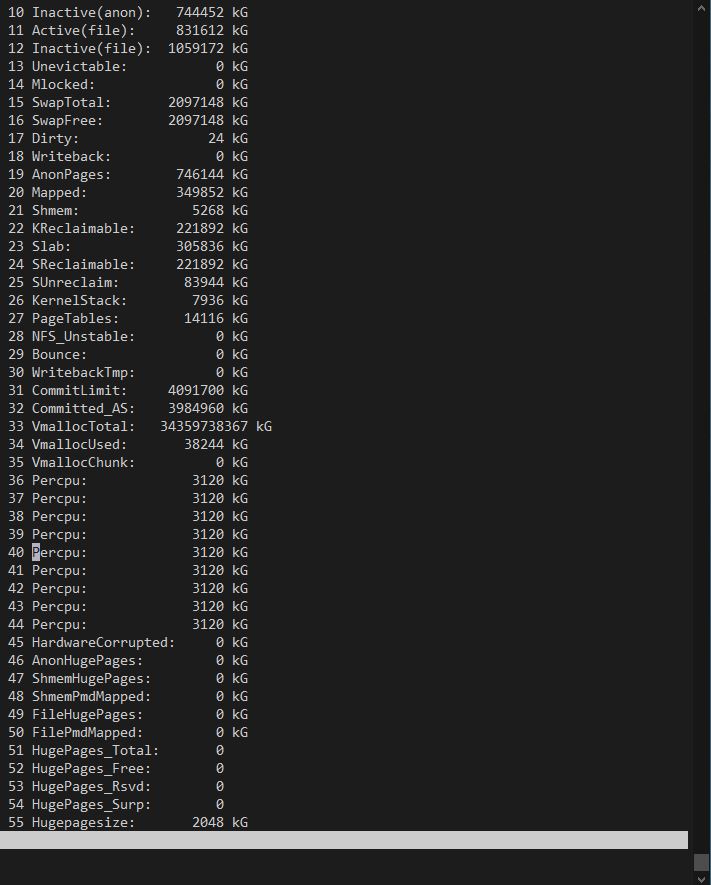 10 Inactive(anon):   744452 kG
11 Active(file):     831612 kG
12 Inactive(file):  1059172 kG
13 Unevictable:           0 kG
14 Mlocked:               0 kG
15 SwapTotal:       2097148 kG
16 SwapFree:        2097148 kG
17 Dirty:                24 kG
18 Writeback:             0 kG
19 AnonPages:        746144 kG
20 Mapped:           349852 kG
21 Shmem:              5268 kG
22 KReclaimable:     221892 kG
23 Slab:             305836 kG
24 SReclaimable:     221892 kG
25 SUnreclaim:        83944 kG
26 KernelStack:        7936 kG
27 PageTables:        14116 kG
28 NFS_Unstable:          0 kG
29 Bounce:                0 kG
30 WritebackTmp:          0 kG
31 CommitLimit:     4091700 kG
32 Committed_AS:    3984960 kG
33 VmallocTotal:   34359738367 kG
34 VmallocUsed:       38244 kG
35 VmallocChunk:          0 kG
36 Percpu:             3120 kG
37 Percpu:             3120 kG
38 Percpu:             3120 kG
39 Percpu:             3120 kG
40 Percpu:             3120 kG
41 Percpu:             3120 kG
42 Percpu:             3120 kG
43 Percpu:             3120 kG
44 Percpu:             3120 kG
45 HardwareCorrupted:     0 kG
46 AnonHugePages:         0 kG
47 ShmemHugePages:        0 kG
48 ShmemPmdMapped:        0 kG
49 FileHugePages:         0 kG
50 FilePmdMapped:         0 kG
51 HugePages_Total:       0
52 HugePages_Free:        0
53 HugePages_Rsvd:        0
54 HugePages_Surp:        0
55 Hugepagesize:       2048 kG